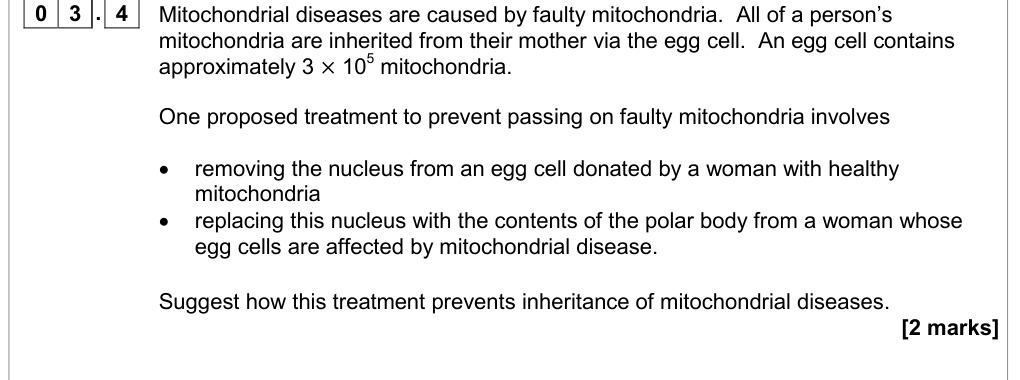 0 3 . 4 Mitochondrial diseases are caused by faulty mitochondria. All of a person's
mitochondria are inherited from their mother via the egg cell. An egg cell contains
approximately 3 × 10⁵ mitochondria.
One proposed treatment to prevent passing on faulty mitochondria involves
• removing the nucleus from an egg cell donated by a woman with healthy
mitochondria
• replacing this nucleus with the contents of the polar body from a woman whose
egg cells are affected by mitochondrial disease.
Suggest how this treatment prevents inheritance of mitochondrial diseases.
[2 marks]